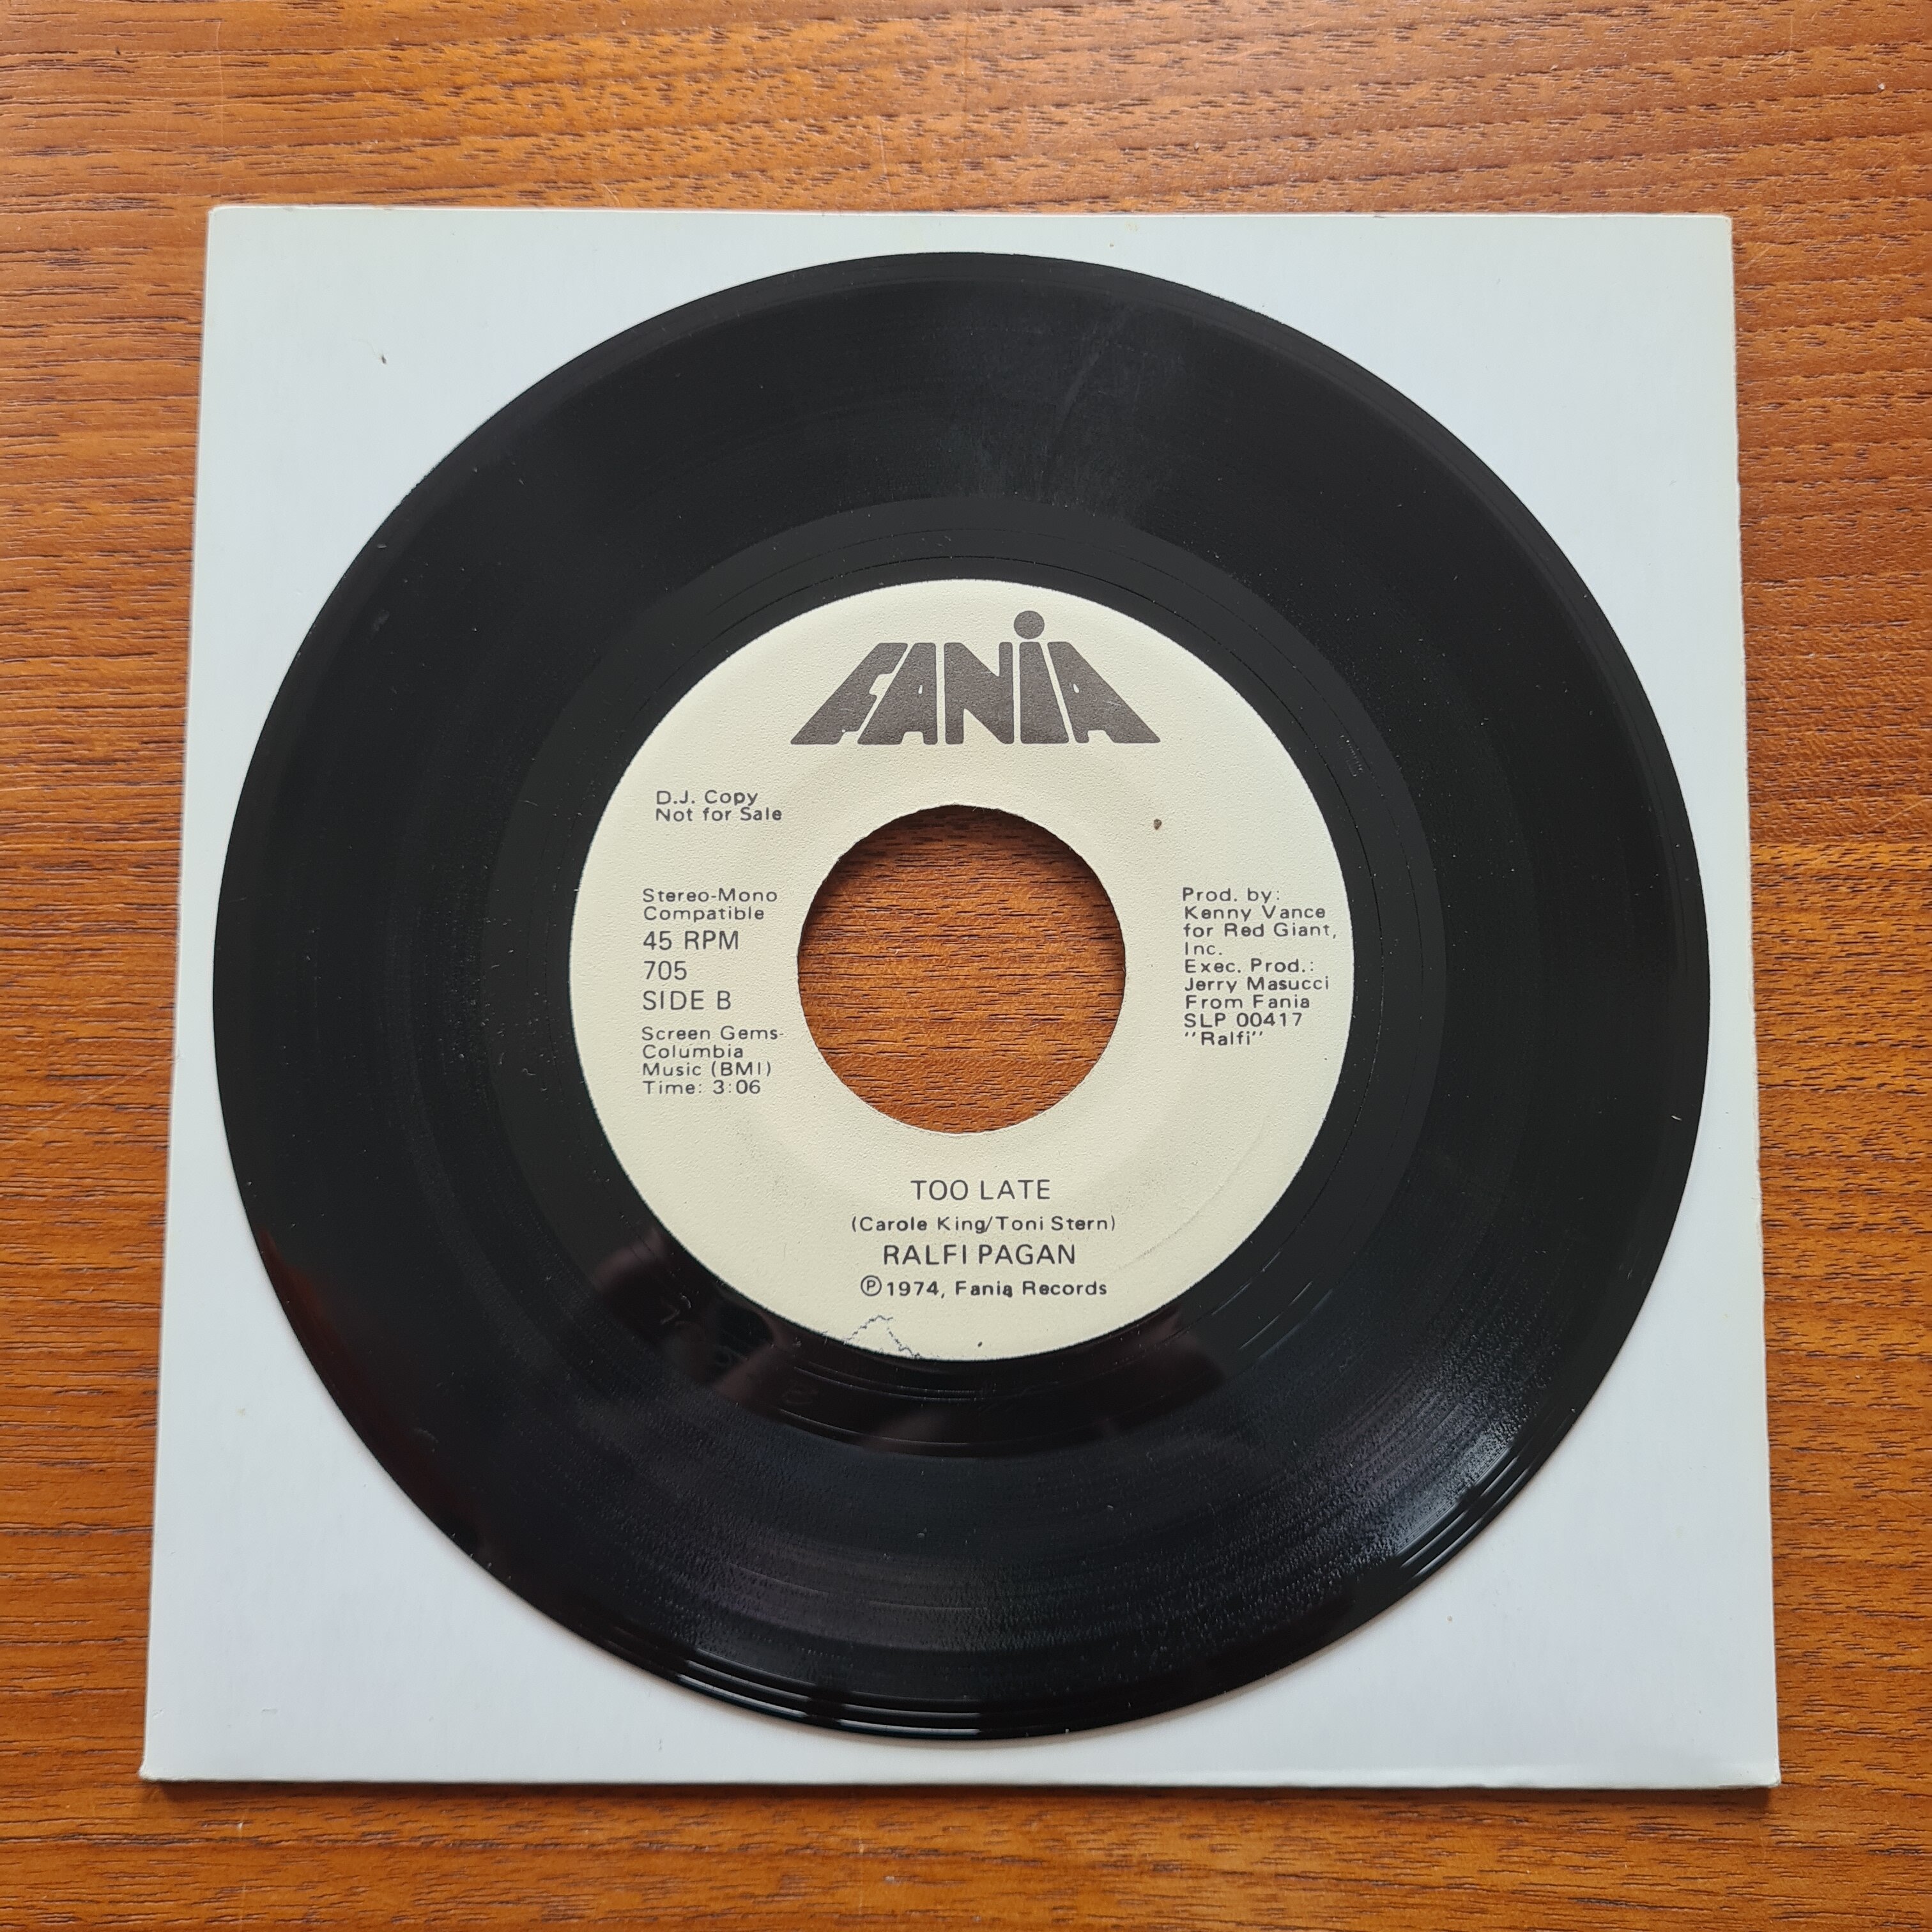 FANiA
D.J. Copy
Not for Sale
Stereo-Mono
Compatible
45 RPM
705
SIDE B
Screen Gems-
Columbia
Music (BMI)
Time: 3:06
Prod. by:
Kenny Vance
for Red Giant,
Inc.
Exec. Prod.:
Jerry Masucci
From Fania
SLP 00417
"Ralfi"
TOO LATE
(Carole King/Toni Stern)
RALFI PAGAN
℗1974, Fania Records